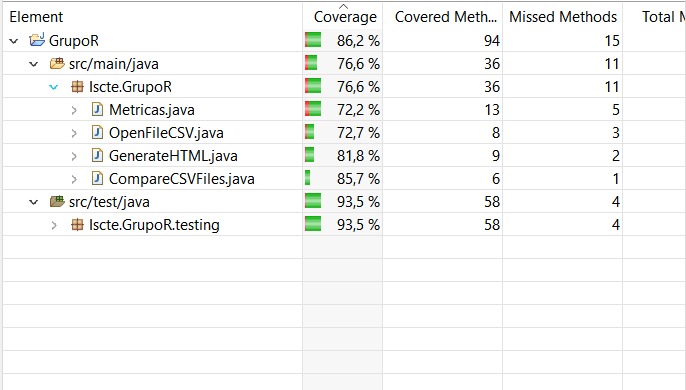 Element Coverage Covered Meth... Missed Methods Total M
GrupoR 86,2 % 94 15
src/main/java 76,6 % 36 11
Iscte.GrupoR 76,6 % 36 11
Metricas.java 72,2 % 13 5
OpenFileCSV.java 72,7 % 8 3
GenerateHTML.java 81,8 % 9 2
CompareCSVFiles.java 85,7 % 6 1
src/test/java 93,5 % 58 4
Iscte.GrupoR.testing 93,5 % 58 4